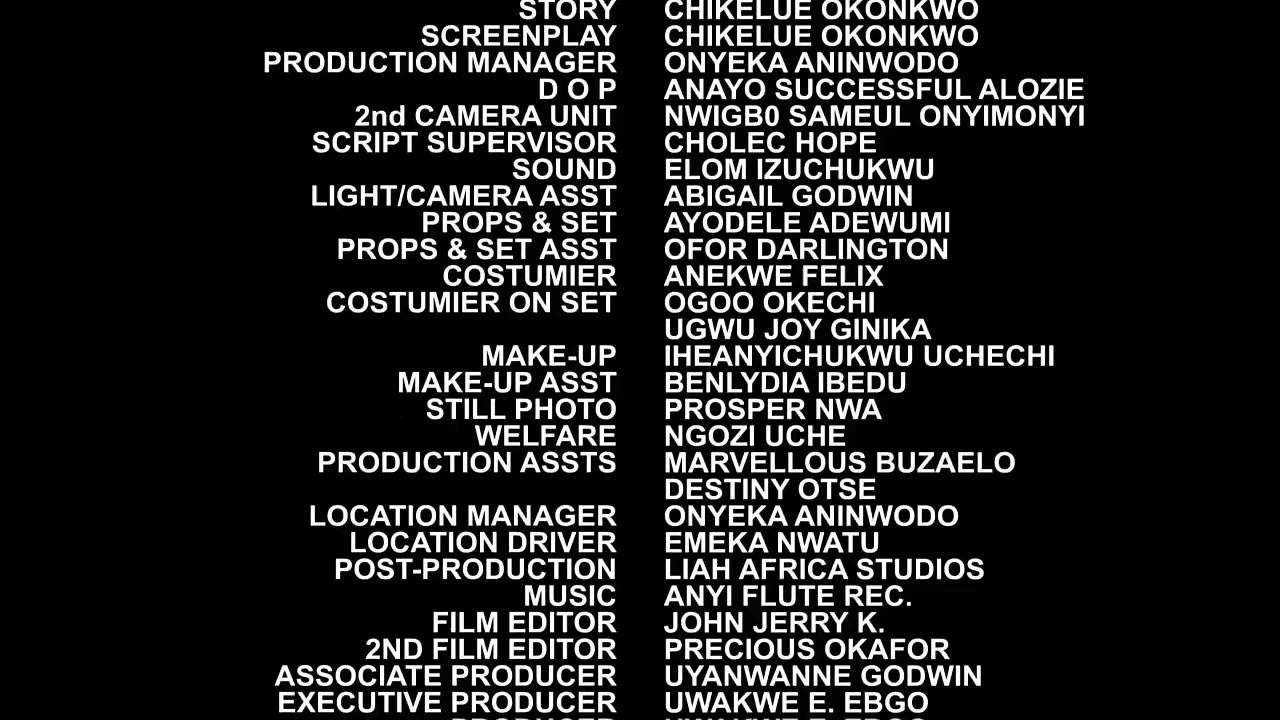 STORY CHIKELUE OKONKWO
SCREENPLAY CHIKELUE OKONKWO
PRODUCTION MANAGER ONYEKA ANINWODO
D O P ANAYO SUCCESSFUL ALOZIE
2nd CAMERA UNIT NWIGB0 SAMEUL ONYIMONYI
SCRIPT SUPERVISOR CHOLEC HOPE
SOUND ELOM IZUCHUKWU
LIGHT/CAMERA ASST ABIGAIL GODWIN
PROPS & SET AYODELE ADEWUMI
PROPS & SET ASST OFOR DARLINGTON
COSTUMIER ANEKWE FELIX
COSTUMIER ON SET OGOO OKECHI
UGWU JOY GINIKA
MAKE-UP IHEANYICHUKWU UCHECHI
MAKE-UP ASST BENLYDIA IBEDU
STILL PHOTO PROSPER NWA
WELFARE NGOZI UCHE
PRODUCTION ASSTS MARVELLOUS BUZAELO
DESTINY OTSE
LOCATION MANAGER ONYEKA ANINWODO
LOCATION DRIVER EMEKA NWATU
POST-PRODUCTION LIAH AFRICA STUDIOS
MUSIC ANYI FLUTE REC.
FILM EDITOR JOHN JERRY K.
2ND FILM EDITOR PRECIOUS OKAFOR
ASSOCIATE PRODUCER UYANWANNE GODWIN
EXECUTIVE PRODUCER UWAKWE E. EBGO
PRODUCER UWAKWE E. EBGO